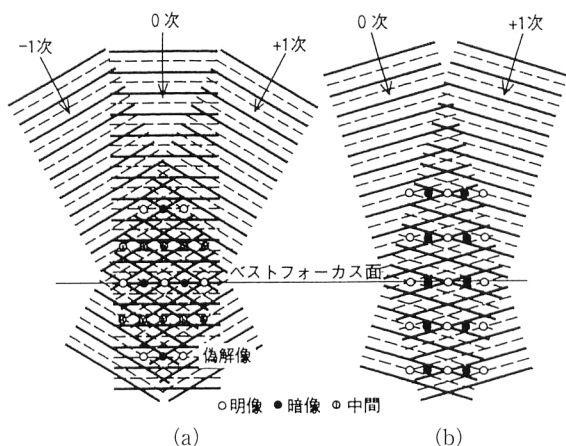 -1次
0次
+1次
0次
+1次
ベストフォーカス面
偽解像
○明像 ●暗像 ⦶中間
(a)
(b)